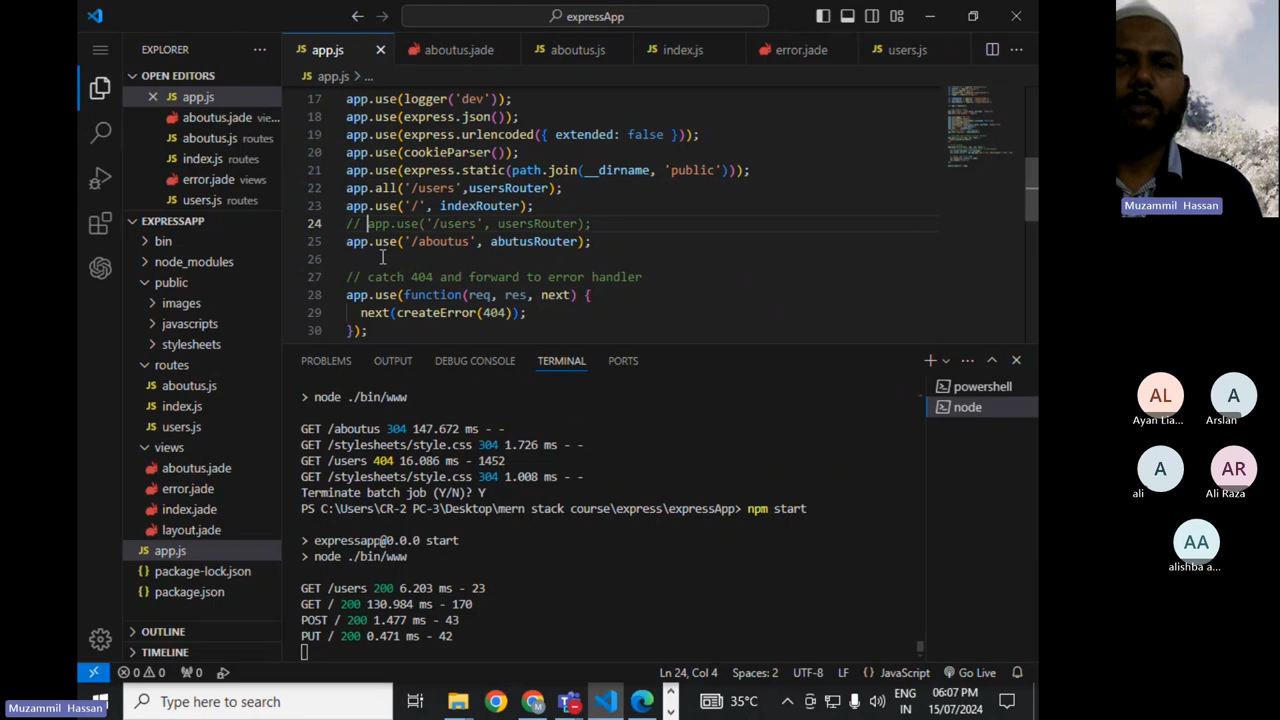 expressApp
EXPLORER
OPEN EDITORS
app.js
aboutus.jade vie...
aboutus.js routes
index.js routes
error.jade views
users.js routes
EXPRESSAPP
bin
node_modules
public
images
javascripts
stylesheets
routes
aboutus.js
index.js
users.js
views
aboutus.jade
error.jade
index.jade
layout.jade
app.js
package-lock.json
package.json
OUTLINE
TIMELINE
app.js aboutus.jade aboutus.js index.js error.jade users.js
app.js > ...
17 app.use(logger('dev'));
18 app.use(express.json());
19 app.use(express.urlencoded({ extended: false }));
20 app.use(cookieParser());
21 app.use(express.static(path.join(__dirname, 'public')));
22 app.all('/users',usersRouter);
23 app.use('/', indexRouter);
24 // app.use('/users', usersRouter);
25 app.use('/aboutus', abutusRouter);
26
27 // catch 404 and forward to error handler
28 app.use(function(req, res, next) {
29 next(createError(404));
30 });
PROBLEMS OUTPUT DEBUG CONSOLE TERMINAL PORTS
> node ./bin/www
GET /aboutus 304 147.672 ms - -
GET /stylesheets/style.css 304 1.726 ms - -
GET /users 404 16.086 ms - 1452
GET /stylesheets/style.css 304 1.008 ms - -
Terminate batch job (Y/N)? Y
PS C:\Users\CR-2 PC-3\Desktop\mern stack course\express\expressApp> npm start
> expressapp@0.0.0 start
> node ./bin/www
GET /users 200 6.203 ms - 23
GET / 200 130.984 ms - 170
POST / 200 1.477 ms - 43
PUT / 200 0.471 ms - 42
powershell
node
0 0 0 Ln 24, Col 4 Spaces: 2 UTF-8 LF {} JavaScript Go Live
Type here to search
35°C
ENG
IN
06:07 PM
15/07/2024
Muzammil Hassan
Muzammil Hassan
AL
Ayan Lia...
A
Arslan
A
ali
AR
Ali Raza
AA
alishba a...